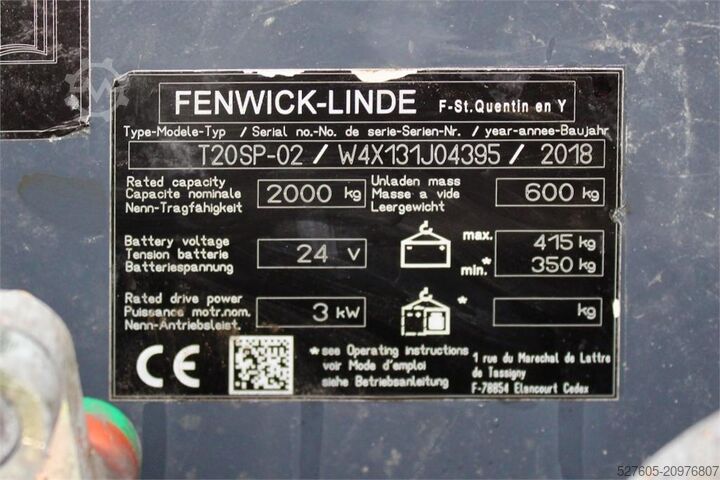 FENWICK-LINDE F-St.Quentin en Y
Type-Modele-Typ / Serial no.-No. de serie-Serien-Nr. / year-annee-Baujahr
T20SP-02 / W4X131J04395 / 2018
Rated capacity
Capacite nominale
Nenn-Tragfähigkeit
2000 kg
Unladen mass
Masse a vide
Leergewicht
600 kg
Battery voltage
Tension batterie
Batteriespannung
24 V
max. 415 kg
min.* 350 kg
Rated drive power
Puissance motr.nom.
Nenn-Antriebsleist.
3 kW
* kg
CE
*see Operating instructions
voir Mode d'emploi
siehe Betriebsanleitung
1 rue du Marechal de Lattre
de Tassigny
F-78854 Elancourt Cedex
527605-20976807